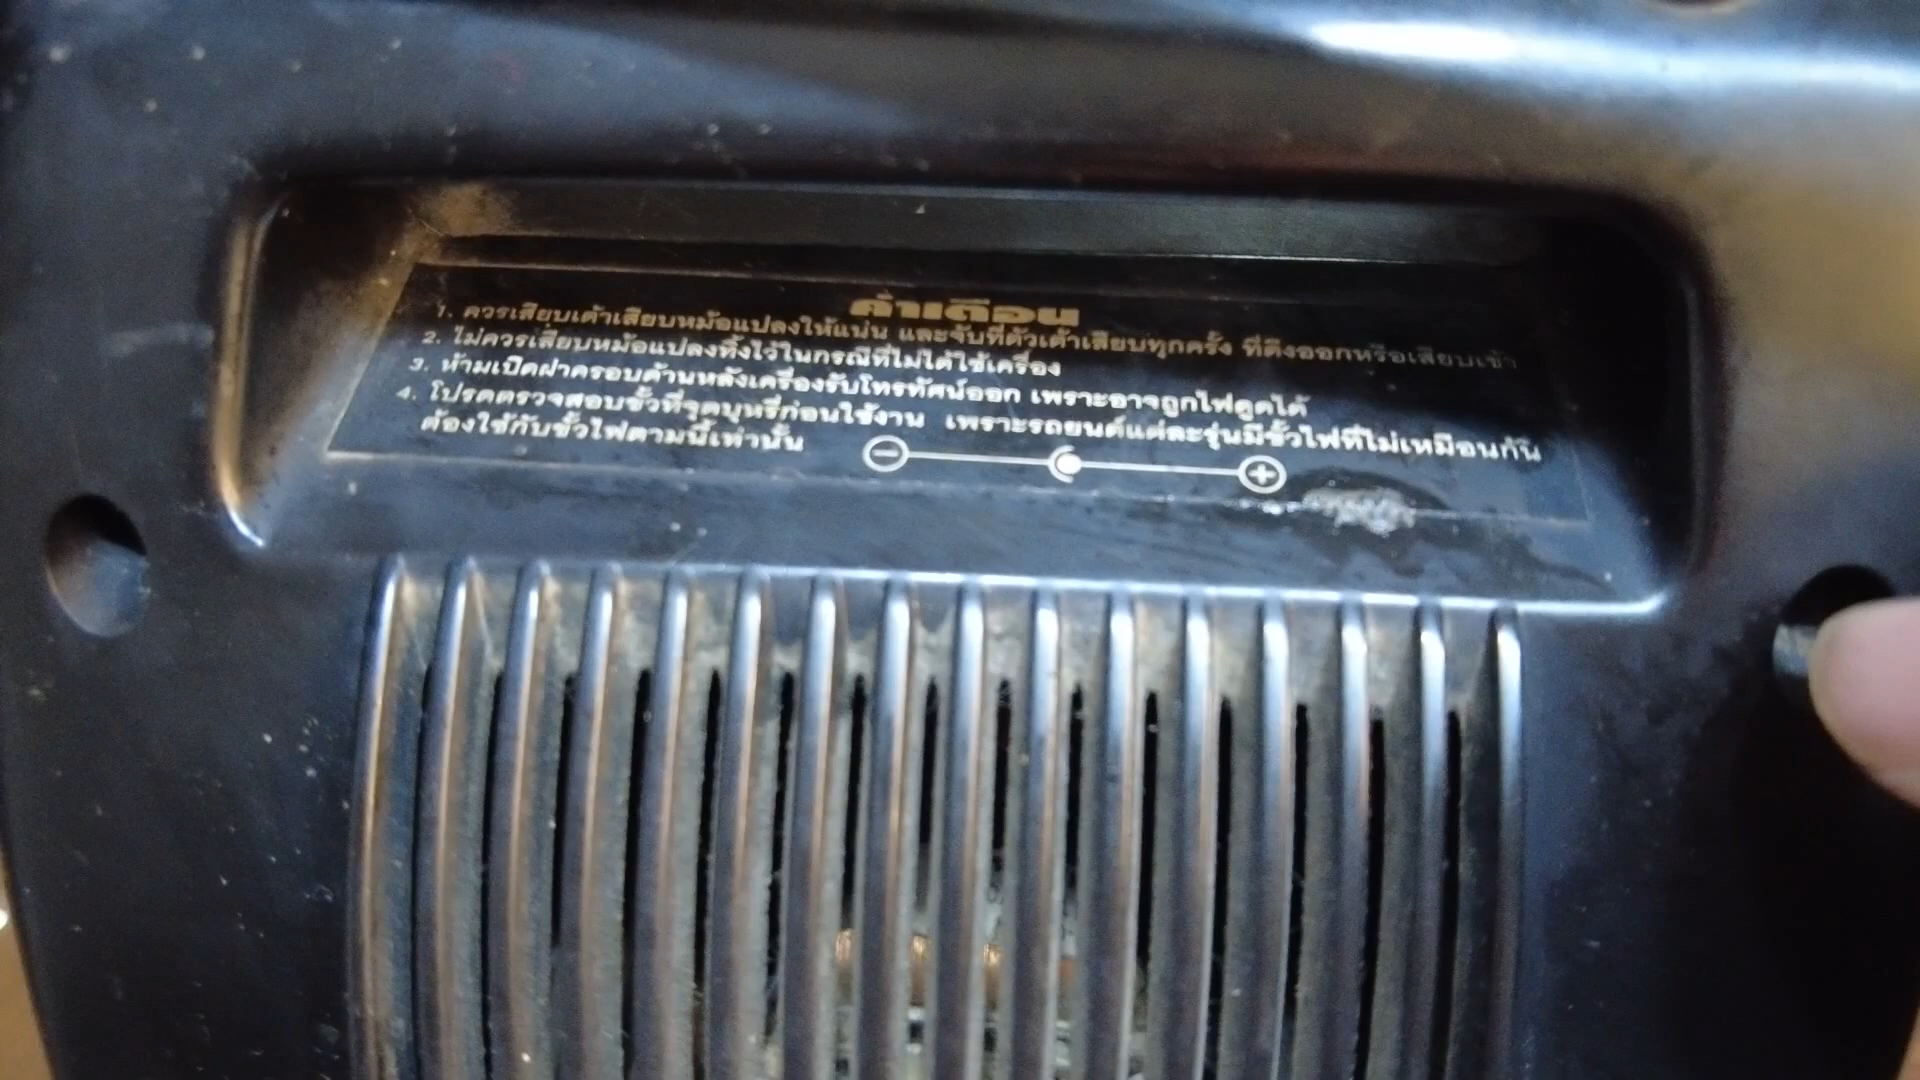 คำเตือน
1. ควรเสียบเต้าเสียบหม้อแปลงให้แน่น และจับที่ตัวเต้าเสียบทุกครั้ง ที่ดึงออกหรือเสียบเข้า
2. ไม่ควรเสียบหม้อแปลงทิ้งไว้ในกรณีที่ไม่ได้ใช้เครื่อง
3. ห้ามเปิดฝาครอบด้านหลังเครื่องรับโทรทัศน์ออก เพราะอาจถูกไฟดูดได้
4. โปรดตรวจสอบขั้วที่จุดบุหรี่ก่อนใช้งาน เพราะรถยนต์แต่ละรุ่นมีขั้วไฟที่ไม่เหมือนกัน
ต้องใช้กับขั้วไฟตามนี้เท่านั้น